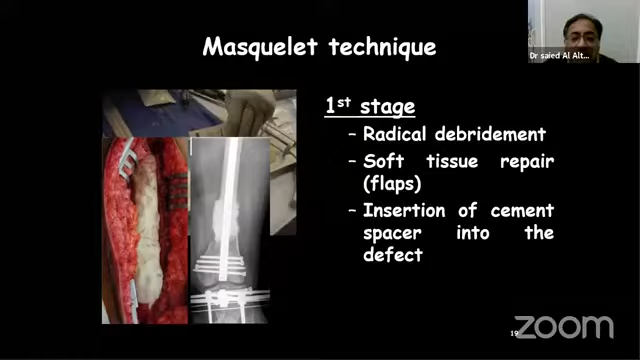 Masquelet technique
Dr saied Al Alt...
1st stage
– Radical debridement
– Soft tissue repair
(flaps)
– Insertion of cement
spacer into the
defect
19
zoom